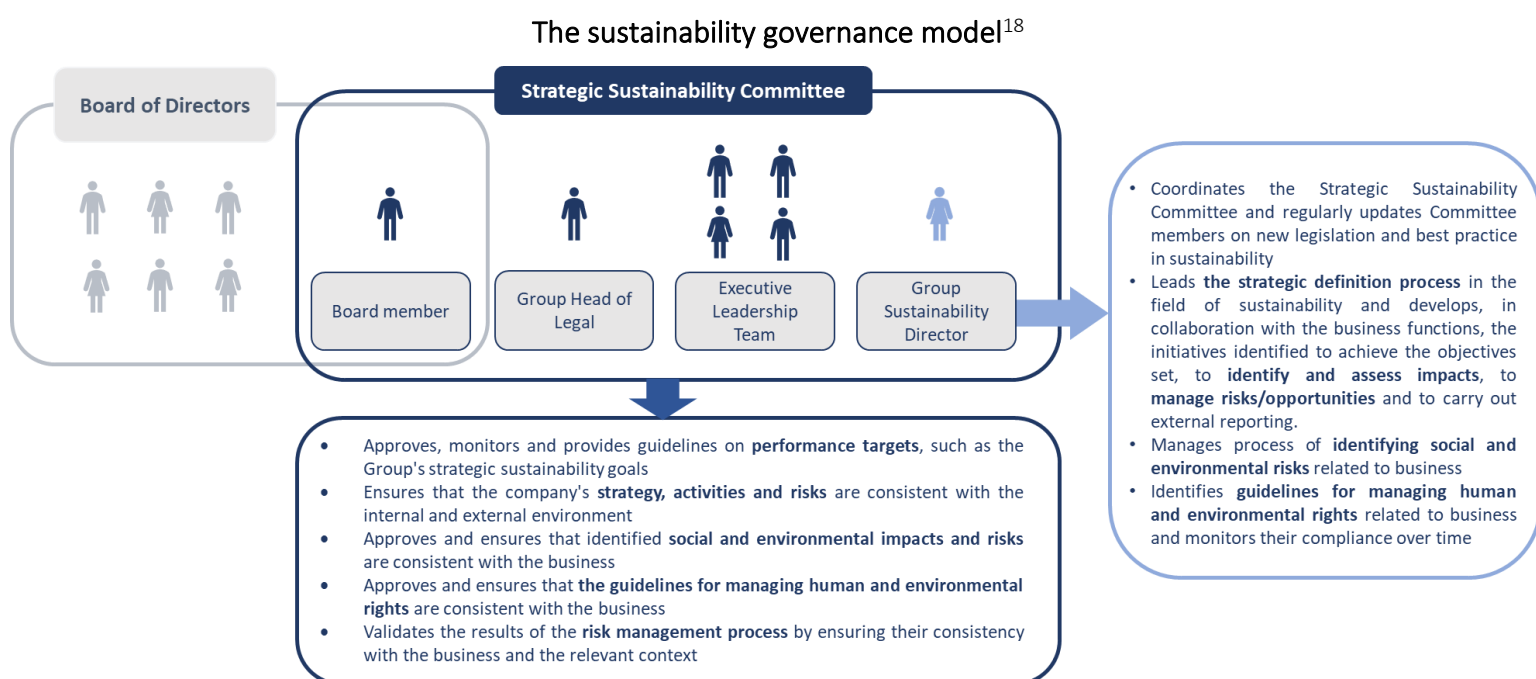 The sustainability governance model18
Board of Directors
Strategic Sustainability Committee
Board member
Group Head of
Legal
Executive
Leadership
Team
Group
Sustainability
Director
• Coordinates the Strategic Sustainability
Committee and regularly updates Committee
members on new legislation and best practice
in sustainability
• Leads the strategic definition process in the
field of sustainability and develops, in
collaboration with the business functions, the
initiatives identified to achieve the objectives
set, to identify and assess impacts, to
manage risks/opportunities and to carry out
external reporting.
• Manages process of identifying social and
environmental risks related to business
• Identifies guidelines for managing human
and environmental rights related to business
and monitors their compliance over time
• Approves, monitors and provides guidelines on performance targets, such as the
Group's strategic sustainability goals
• Ensures that the company's strategy, activities and risks are consistent with the
internal and external environment
• Approves and ensures that identified social and environmental impacts and risks
are consistent with the business
• Approves and ensures that the guidelines for managing human and environmental
rights are consistent with the business
• Validates the results of the risk management process by ensuring their consistency
with the business and the relevant context